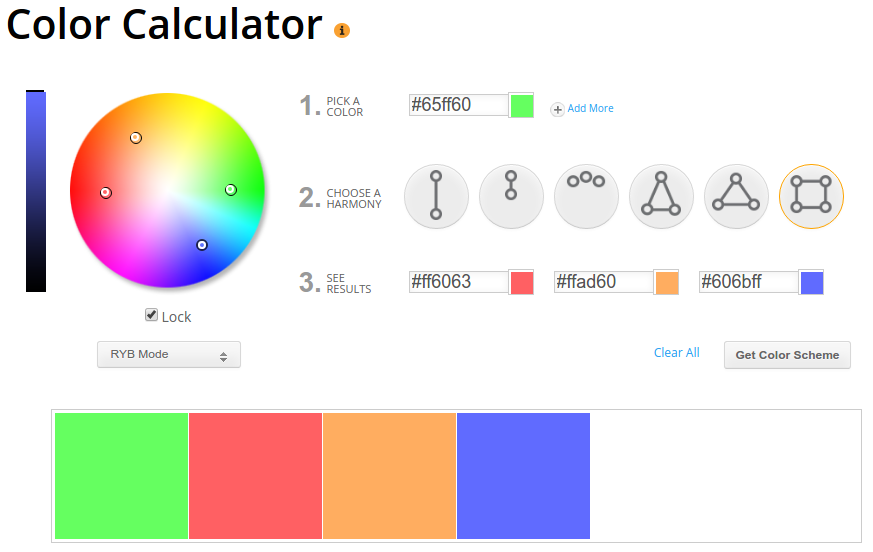 Color Calculator i
1. PICK A
COLOR
#65ff60
+ Add More
2. CHOOSE A
HARMONY
3. SEE
RESULTS
#ff6063
#ffad60
#606bff
Lock
RYB Mode
Clear All
Get Color Scheme